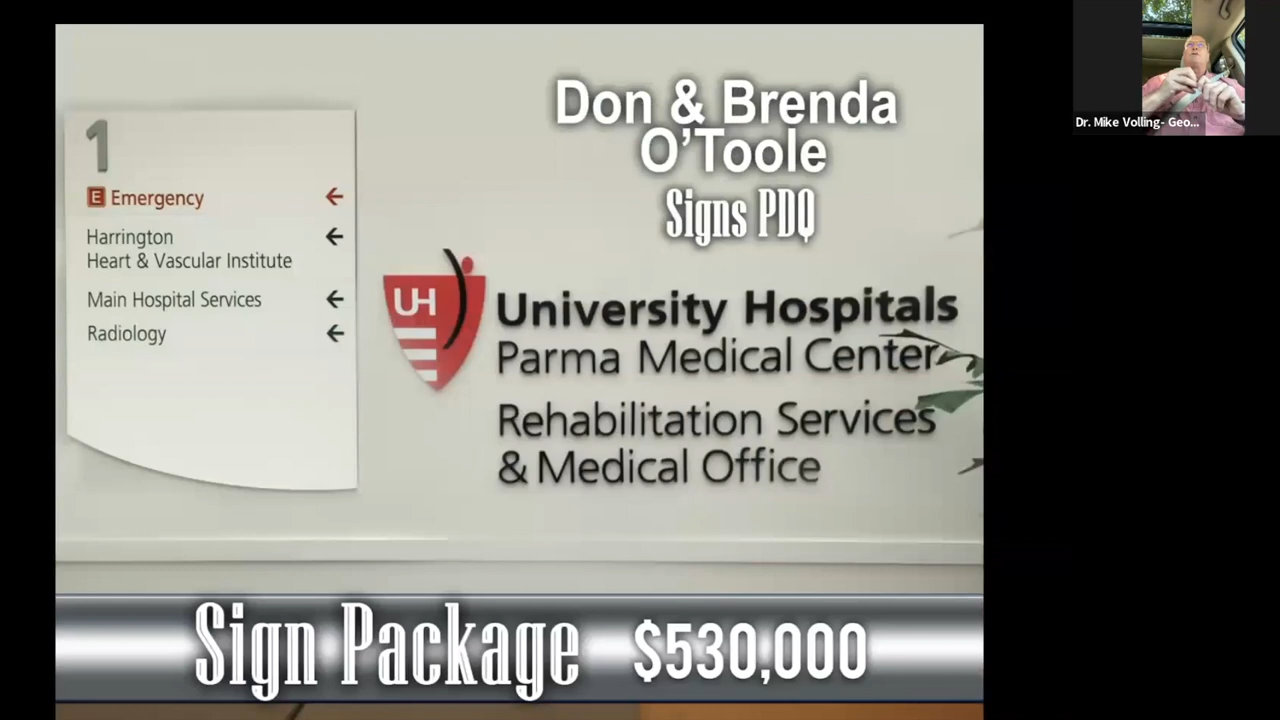 Don & Brenda
O'Toole
Signs PDQ
1
E Emergency
Harrington
Heart & Vascular Institute
Main Hospital Services
Radiology
UH
University Hospitals
Parma Medical Center
Rehabilitation Services
& Medical Office
Sign Package $530,000
Dr. Mike Volling- Geo...